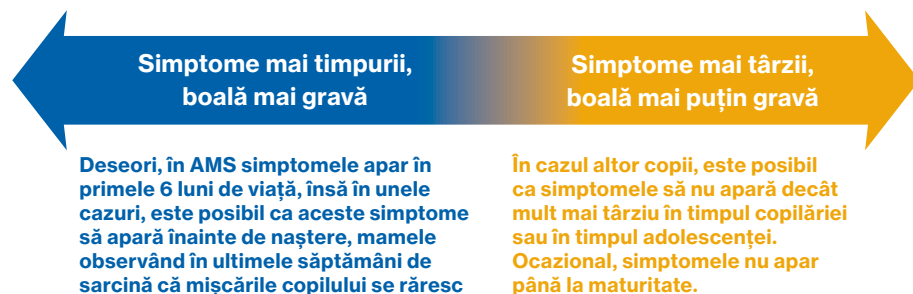 Simptome mai timpurii,
boală mai gravă
Simptome mai târzii,
boală mai puțin gravă
Deseori, în AMS simptomele apar în
primele 6 luni de viață, însă în unele
cazuri, este posibil ca aceste simptome
să apară înainte de naștere, mamele
observând în ultimele săptămâni de
sarcină că mișcările copilului se răresc
În cazul altor copii, este posibil
ca simptomele să nu apară decât
mult mai târziu în timpul copilăriei
sau în timpul adolescenței.
Ocazional, simptomele nu apar
până la maturitate.